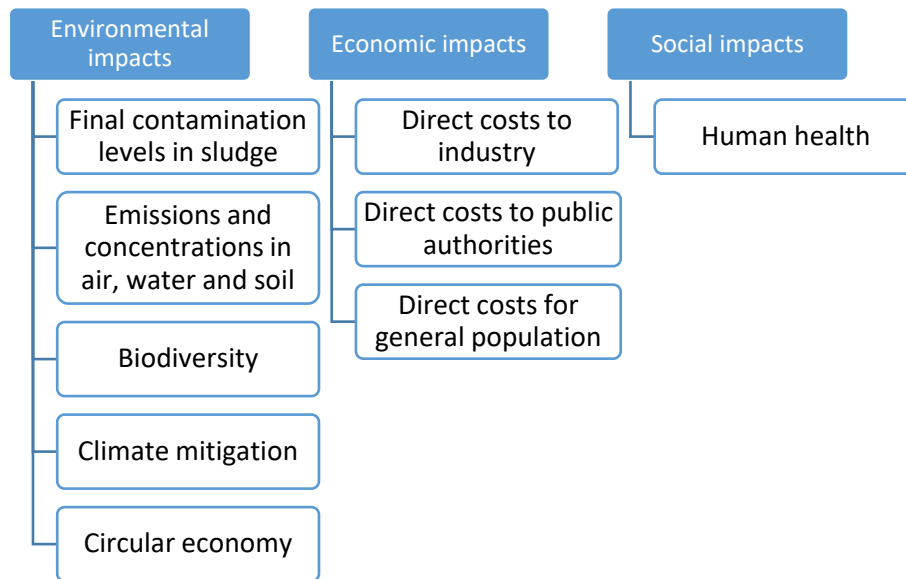 Environmental
impacts
Final contamination
levels in sludge
Emissions and
concentrations in
air, water and soil
Biodiversity
Climate mitigation
Circular economy
Economic impacts
Direct costs to
industry
Direct costs to public
authorities
Direct costs for
general population
Social impacts
Human health